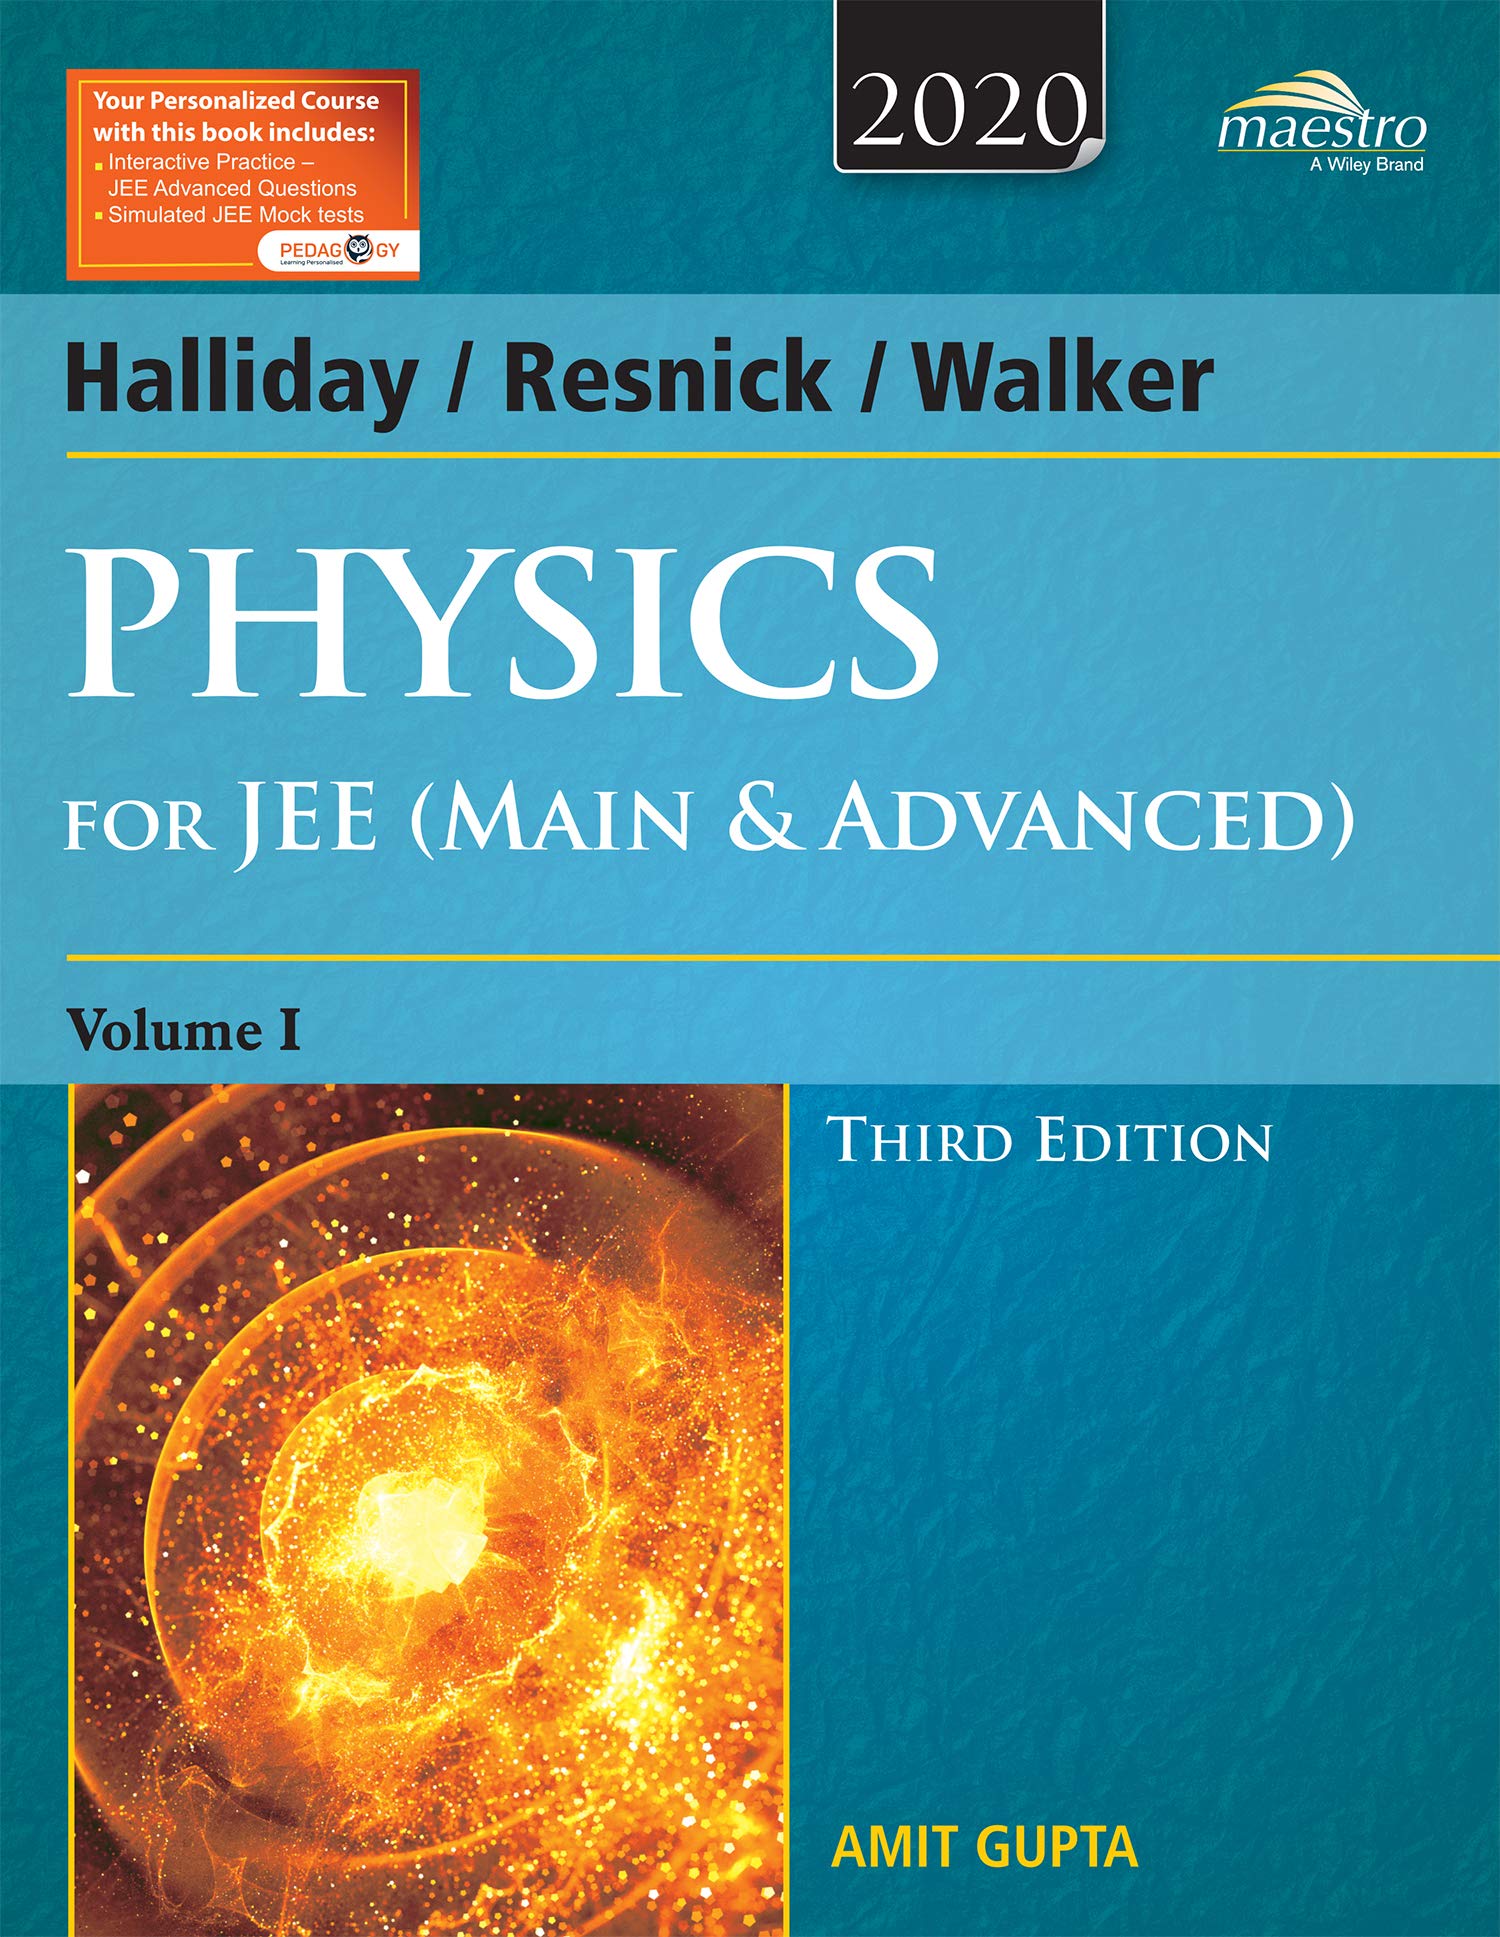 Your Personalized Course
with this book includes:
Interactive Practice –
JEE Advanced Questions
Simulated JEE Mock tests
PEDAGOGY
Learning Personalised
2020
maestro
A Wiley Brand
Halliday / Resnick / Walker
PHYSICS
FOR JEE (MAIN & ADVANCED)
Volume I
THIRD EDITION
AMIT GUPTA